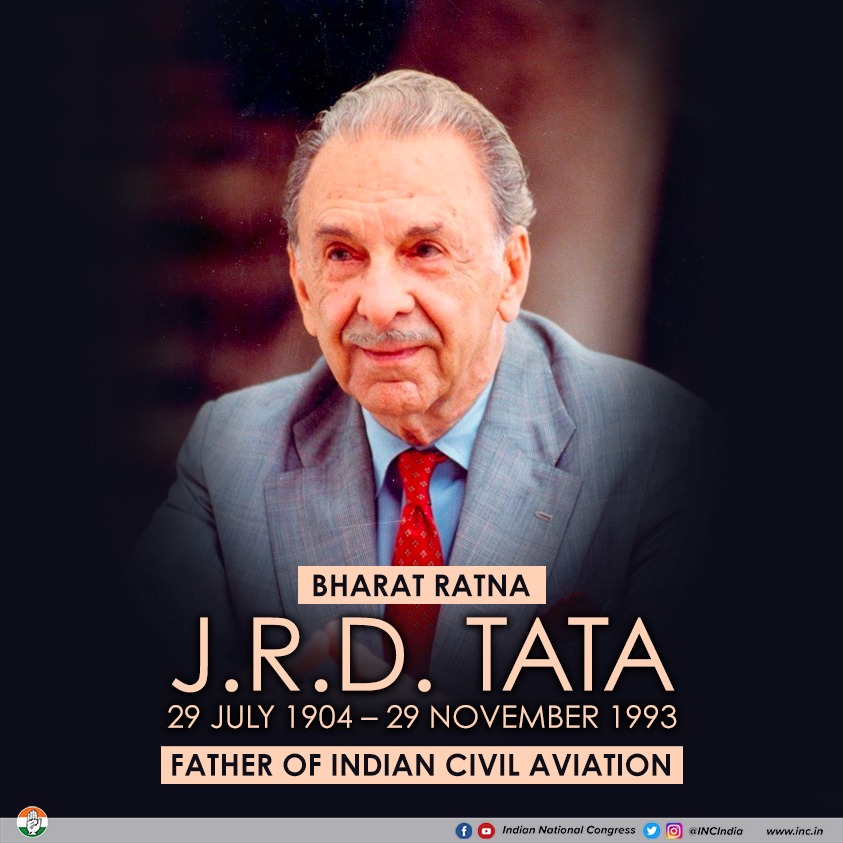 BHARAT RATNA
J.R.D. TATA
29 JULY 1904 – 29 NOVEMBER 1993
FATHER OF INDIAN CIVIL AVIATION
Indian National Congress @INCIndia www.inc.in